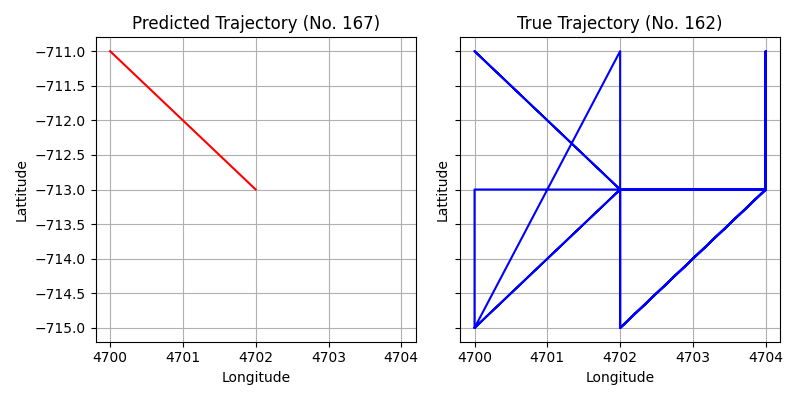 Predicted Trajectory (No. 167)
Lattitude
−711.0
−711.5
−712.0
−712.5
−713.0
−713.5
−714.0
−714.5
−715.0
4700 4701 4702 4703 4704
Longitude
True Trajectory (No. 162)
Lattitude
4700 4701 4702 4703 4704
Longitude